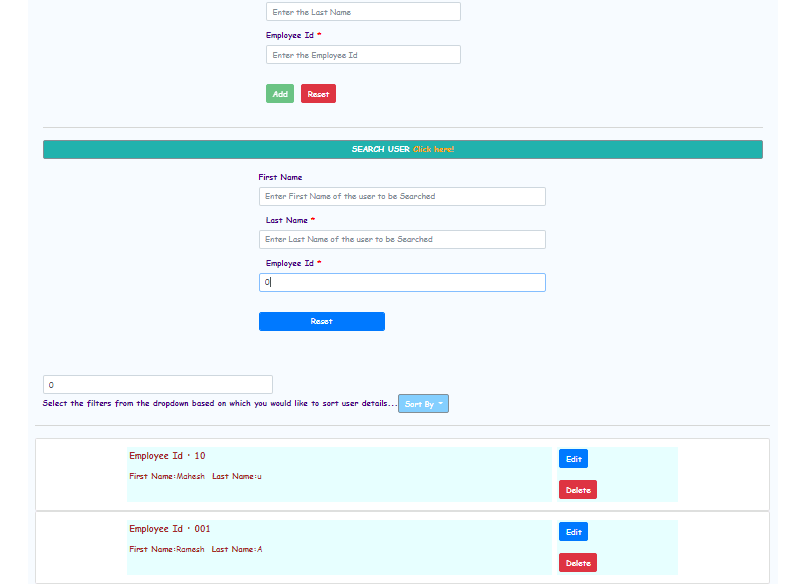 Enter the Last Name
Employee Id *
Enter the Employee Id
Add Reset
SEARCH USER Click here!
First Name
Enter First Name of the user to be Searched
Last Name *
Enter Last Name of the user to be Searched
Employee Id *
0
Reset
0
Select the filters from the dropdown based on which you would like to sort user details... Sort By
Employee Id : 10 Edit
First Name:Mahesh Last Name:u
Delete
Employee Id : 001 Edit
First Name:Ramesh Last Name:A
Delete